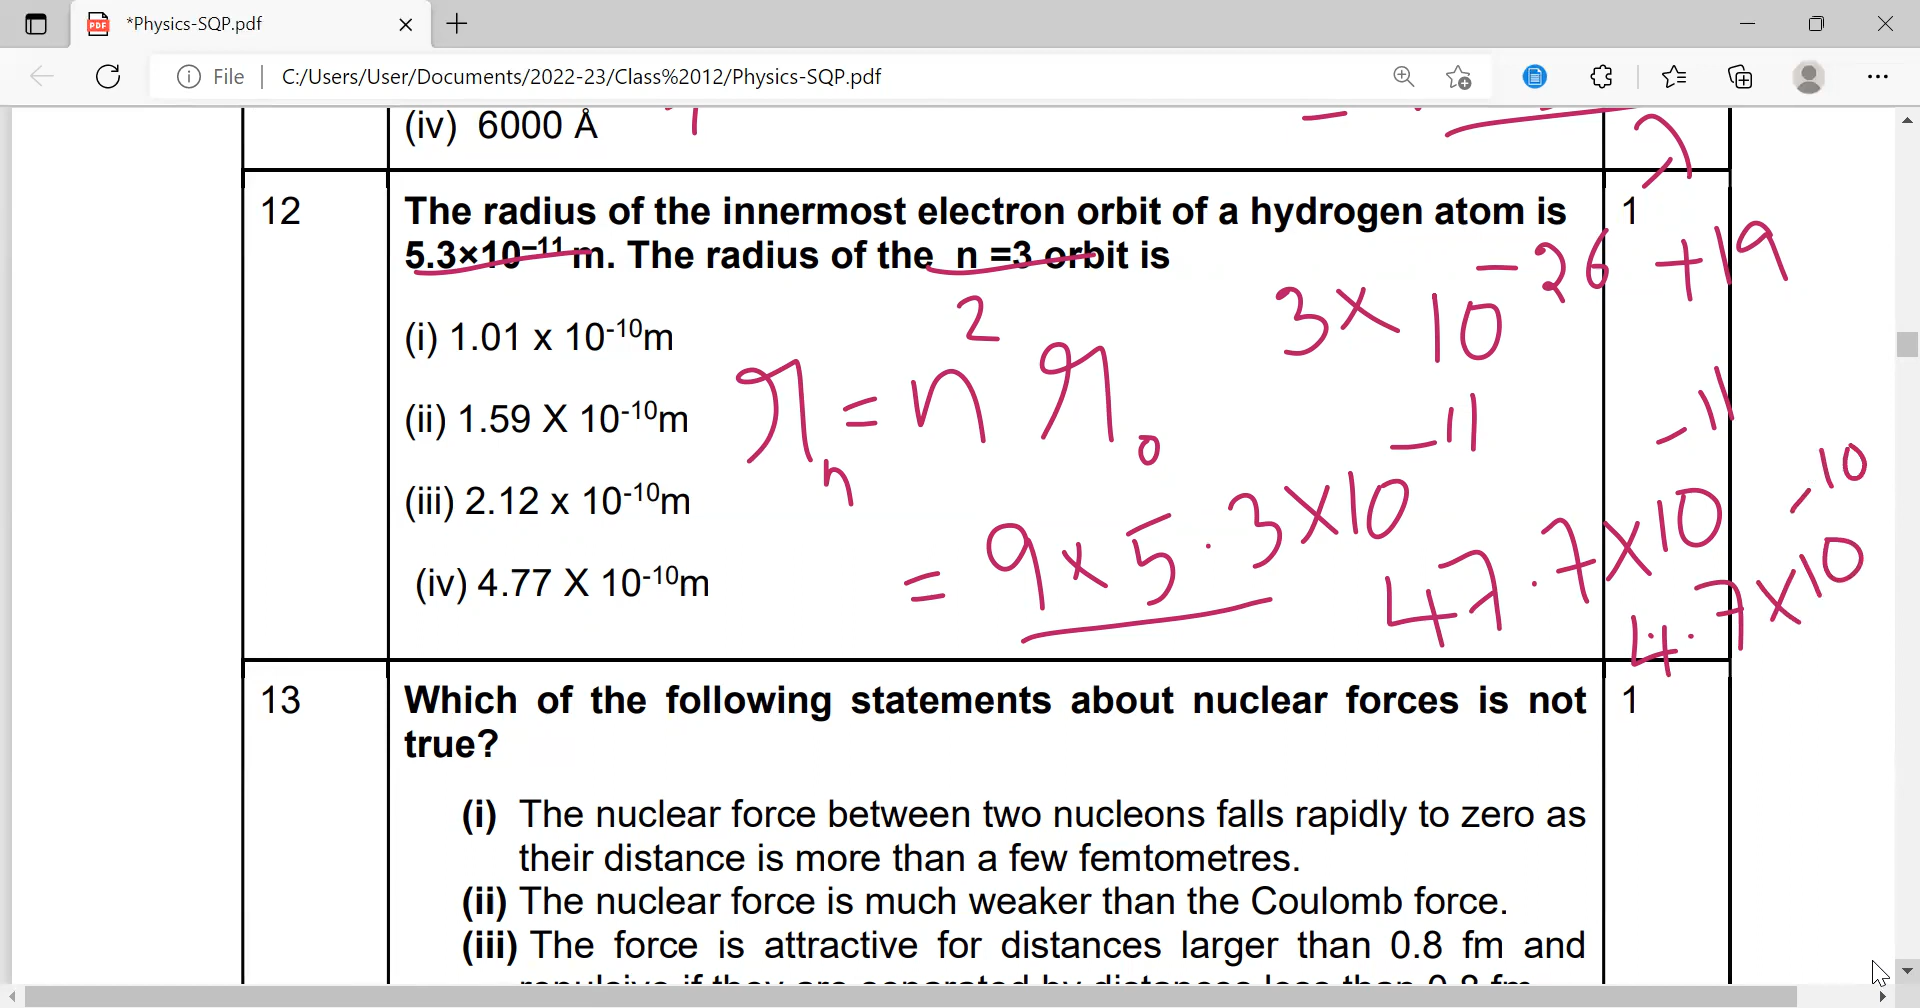 *Physics-SQP.pdf
File | C:/Users/User/Documents/2022-23/Class%2012/Physics-SQP.pdf
(iv) 6000 Å
12
The radius of the innermost electron orbit of a hydrogen atom is
5.3×10⁻¹¹ m. The radius of the n =3 orbit is
1
3 × 10⁻²⁶ +19
(i) 1.01 x 10⁻¹⁰m
rₙ = n² r₀
(ii) 1.59 X 10⁻¹⁰m
(iii) 2.12 x 10⁻¹⁰m
= 9 × 5.3 × 10⁻¹¹
47.7 × 10⁻¹¹
(iv) 4.77 X 10⁻¹⁰m
4.7 × 10⁻¹⁰
13
Which of the following statements about nuclear forces is not
true?
1
(i) The nuclear force between two nucleons falls rapidly to zero as
their distance is more than a few femtometres.
(ii) The nuclear force is much weaker than the Coulomb force.
(iii) The force is attractive for distances larger than 0.8 fm and